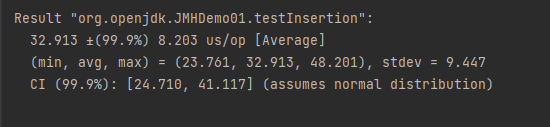 Result "org.openjdk.JMHDemo01.testInsertion":
32.913 ±(99.9%) 8.203 us/op [Average]
(min, avg, max) = (23.761, 32.913, 48.201), stdev = 9.447
CI (99.9%): [24.710, 41.117] (assumes normal distribution)